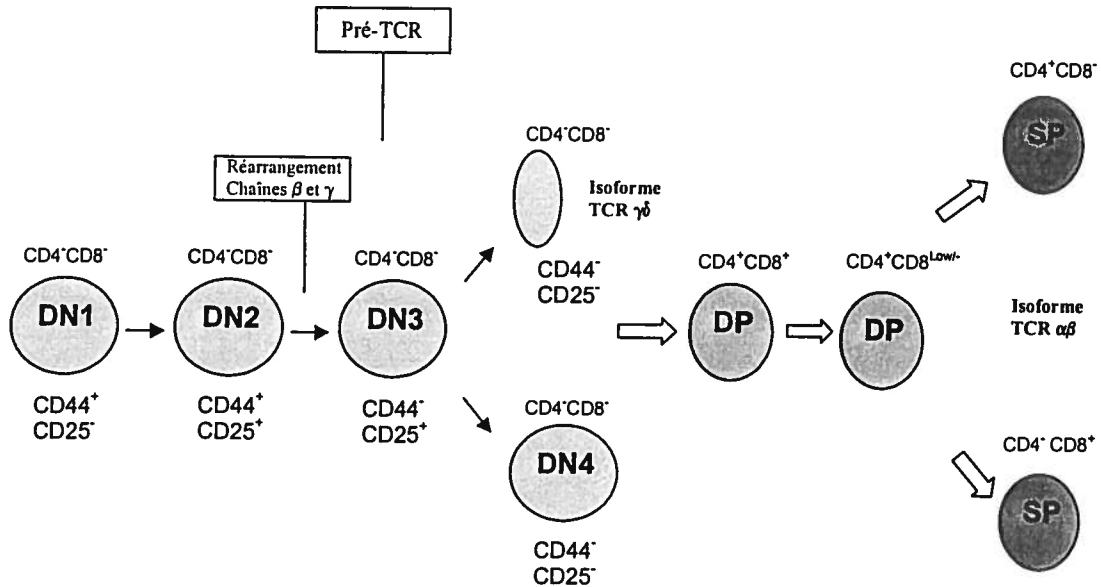 Pré-TCR
Réarrangement
Chaînes β et γ
CD4⁻CD8⁻
DN1
CD44⁺
CD25⁻
CD4⁻CD8⁻
DN2
CD44⁺
CD25⁺
CD4⁻CD8⁻
DN3
CD44⁻
CD25⁺
CD4⁻CD8⁻
Isoforme
TCR γδ
CD44⁻
CD25⁻
CD4⁻CD8⁻
DN4
CD44⁻
CD25⁻
CD4⁺CD8⁺
DP
CD4⁺CD8Low/-
DP
CD4⁺CD8⁻
SP
Isoforme
TCR αβ
CD4⁻ CD8⁺
SP